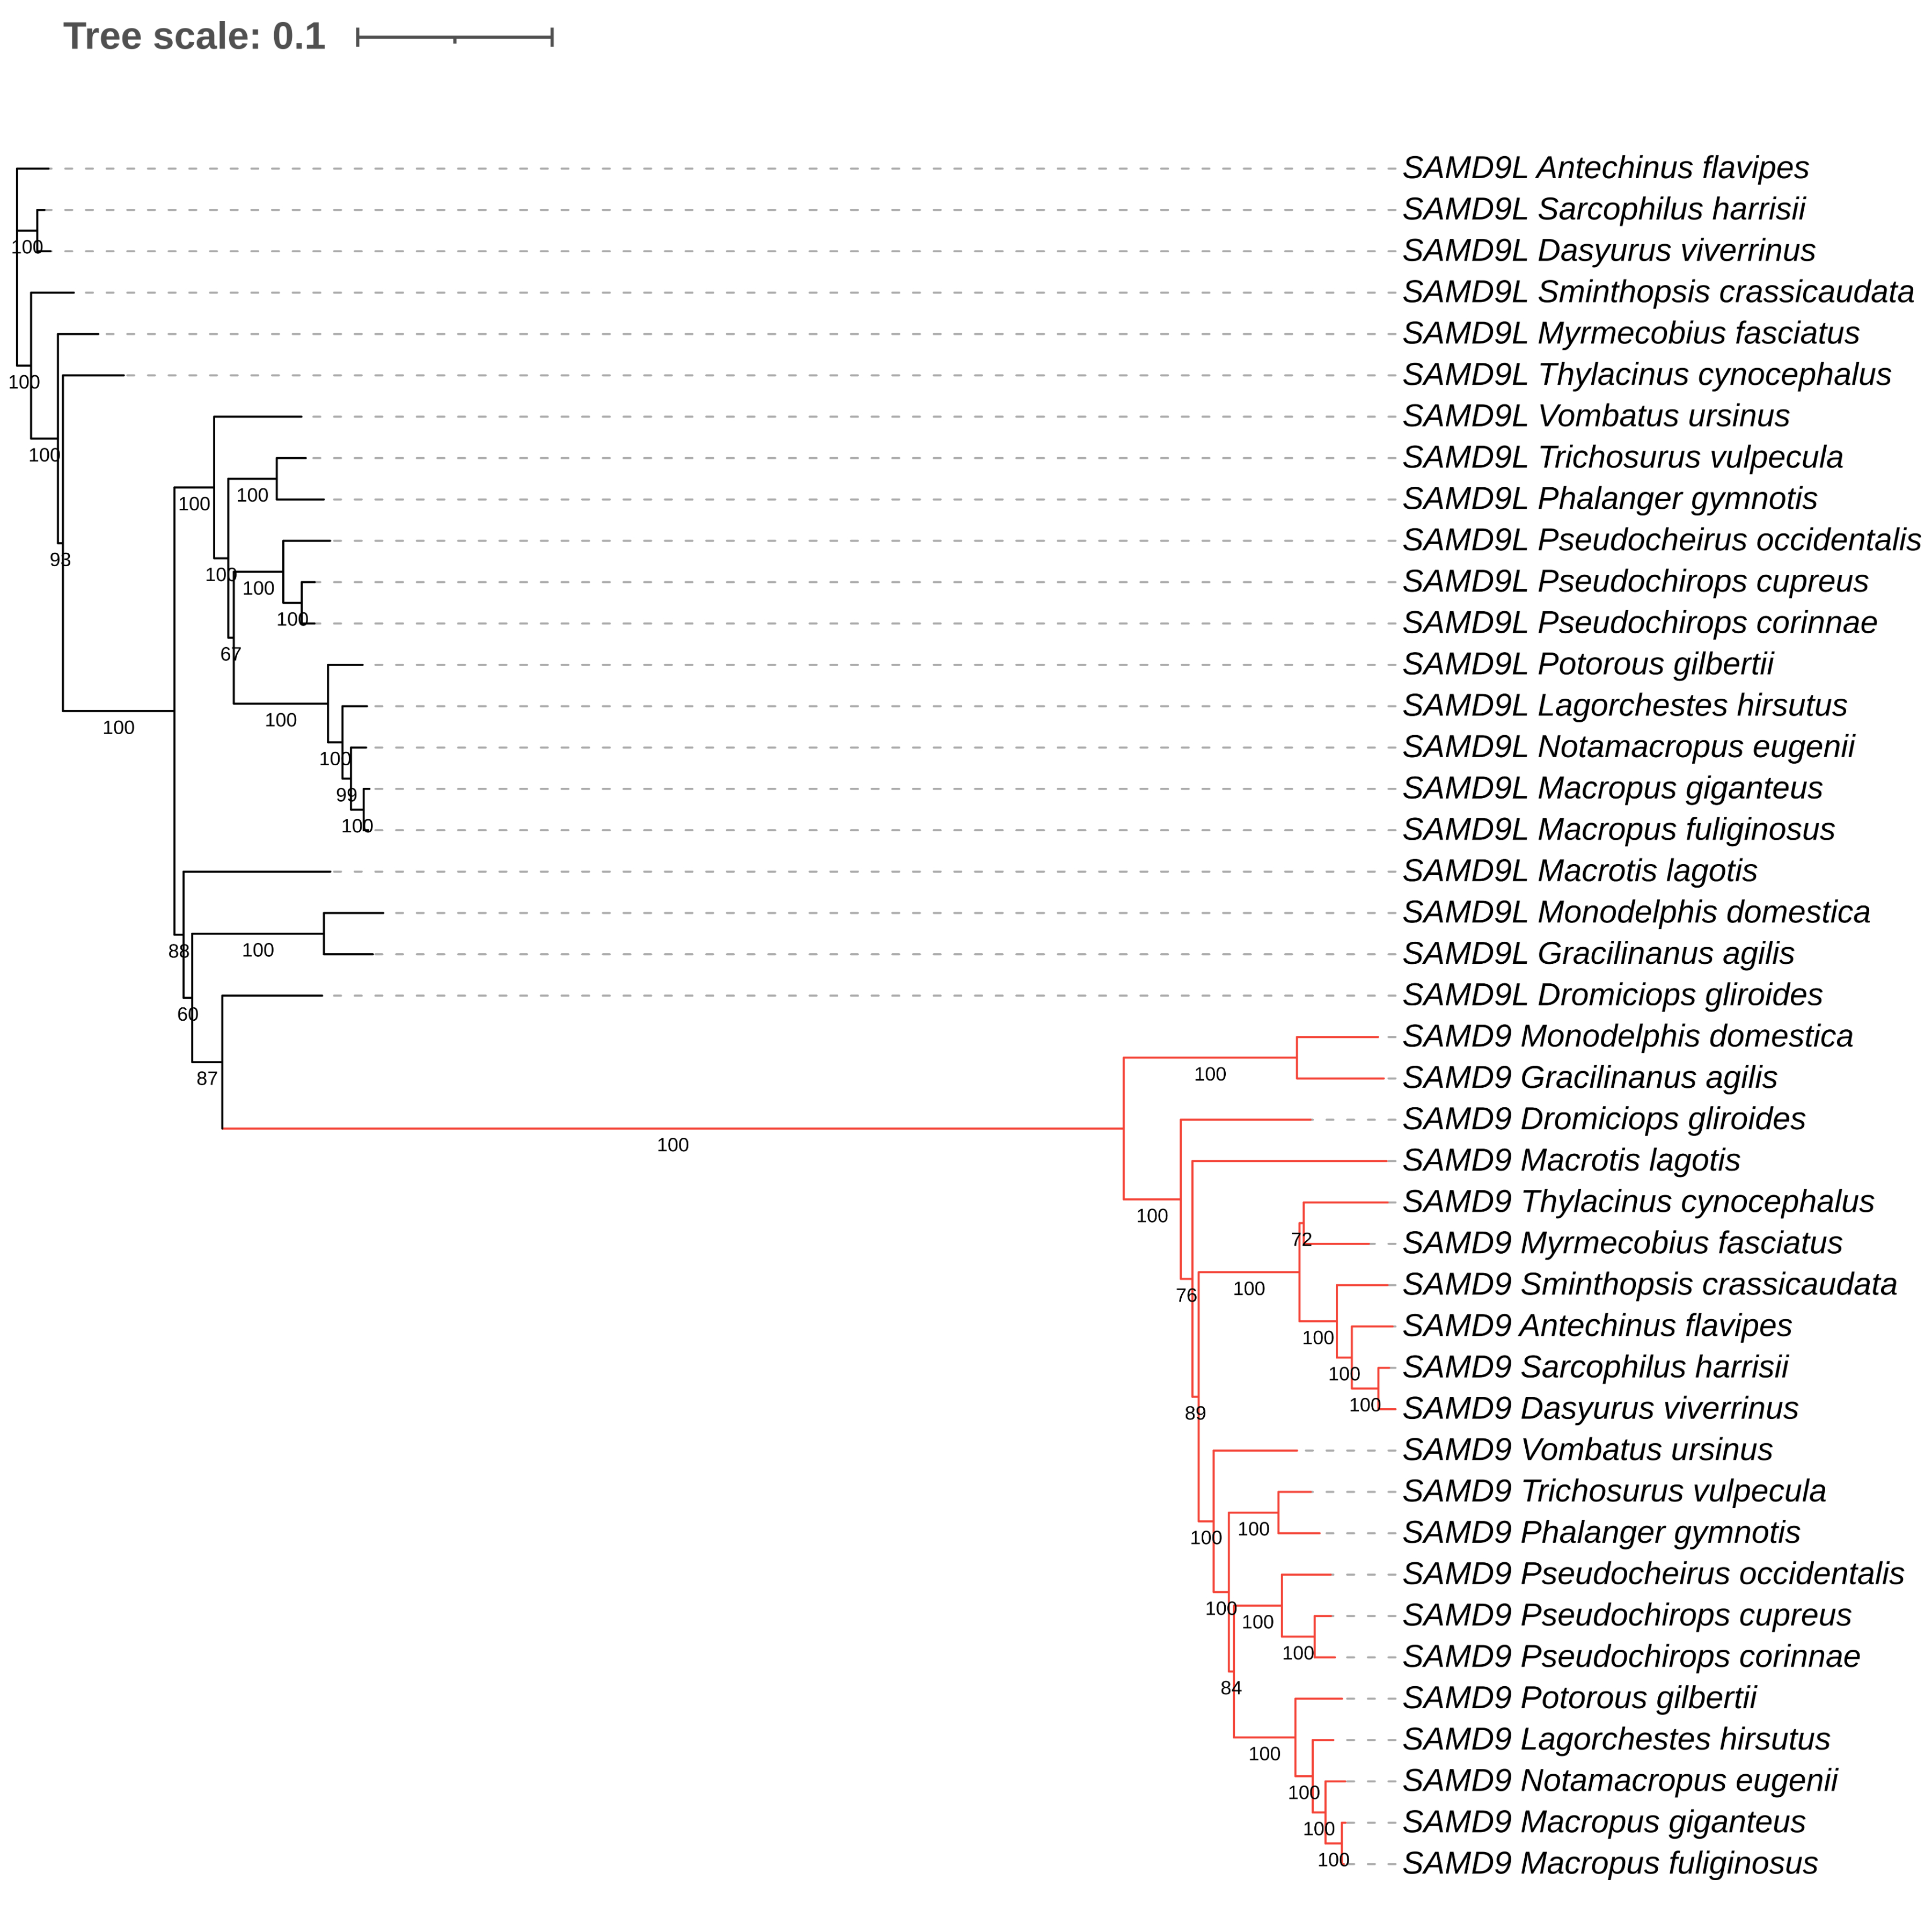 Tree scale: 0.1
SAMD9L Antechinus flavipes
SAMD9L Sarcophilus harrisii
100
SAMD9L Dasyurus viverrinus
SAMD9L Sminthopsis crassicaudata
SAMD9L Myrmecobius fasciatus
SAMD9L Thylacinus cynocephalus
100
SAMD9L Vombatus ursinus
100
SAMD9L Trichosurus vulpecula
100
100
SAMD9L Phalanger gymnotis
SAMD9L Pseudocheirus occidentalis
93
100
SAMD9L Pseudochirops cupreus
100
100
SAMD9L Pseudochirops corinnae
67
SAMD9L Potorous gilbertii
SAMD9L Lagorchestes hirsutus
100
100
SAMD9L Notamacropus eugenii
100
SAMD9L Macropus giganteus
99
SAMD9L Macropus fuliginosus
100
SAMD9L Macrotis lagotis
SAMD9L Monodelphis domestica
88
100
SAMD9L Gracilinanus agilis
SAMD9L Dromiciops gliroides
60
SAMD9 Monodelphis domestica
87
100
SAMD9 Gracilinanus agilis
SAMD9 Dromiciops gliroides
100
SAMD9 Macrotis lagotis
SAMD9 Thylacinus cynocephalus
100
72
SAMD9 Myrmecobius fasciatus
76
100
SAMD9 Sminthopsis crassicaudata
100
SAMD9 Antechinus flavipes
100
SAMD9 Sarcophilus harrisii
89
100
SAMD9 Dasyurus viverrinus
SAMD9 Vombatus ursinus
SAMD9 Trichosurus vulpecula
100
100
SAMD9 Phalanger gymnotis
SAMD9 Pseudocheirus occidentalis
100
100
SAMD9 Pseudochirops cupreus
100
SAMD9 Pseudochirops corinnae
84
SAMD9 Potorous gilbertii
100
SAMD9 Lagorchestes hirsutus
100
SAMD9 Notamacropus eugenii
100
SAMD9 Macropus giganteus
100
SAMD9 Macropus fuliginosus